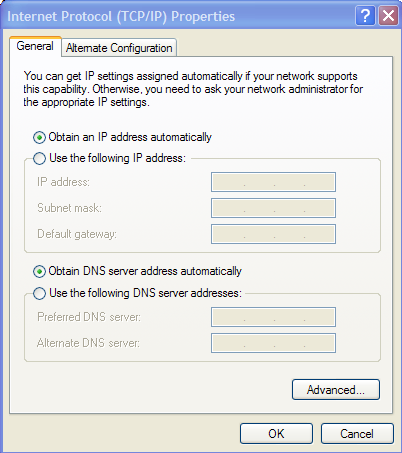 Internet Protocol (TCP/IP) Properties
General Alternate Configuration
You can get IP settings assigned automatically if your network supports
this capability. Otherwise, you need to ask your network administrator for
the appropriate IP settings.
Obtain an IP address automatically
Use the following IP address:
IP address:
Subnet mask:
Default gateway:
Obtain DNS server address automatically
Use the following DNS server addresses:
Preferred DNS server:
Alternate DNS server:
Advanced...
OK Cancel